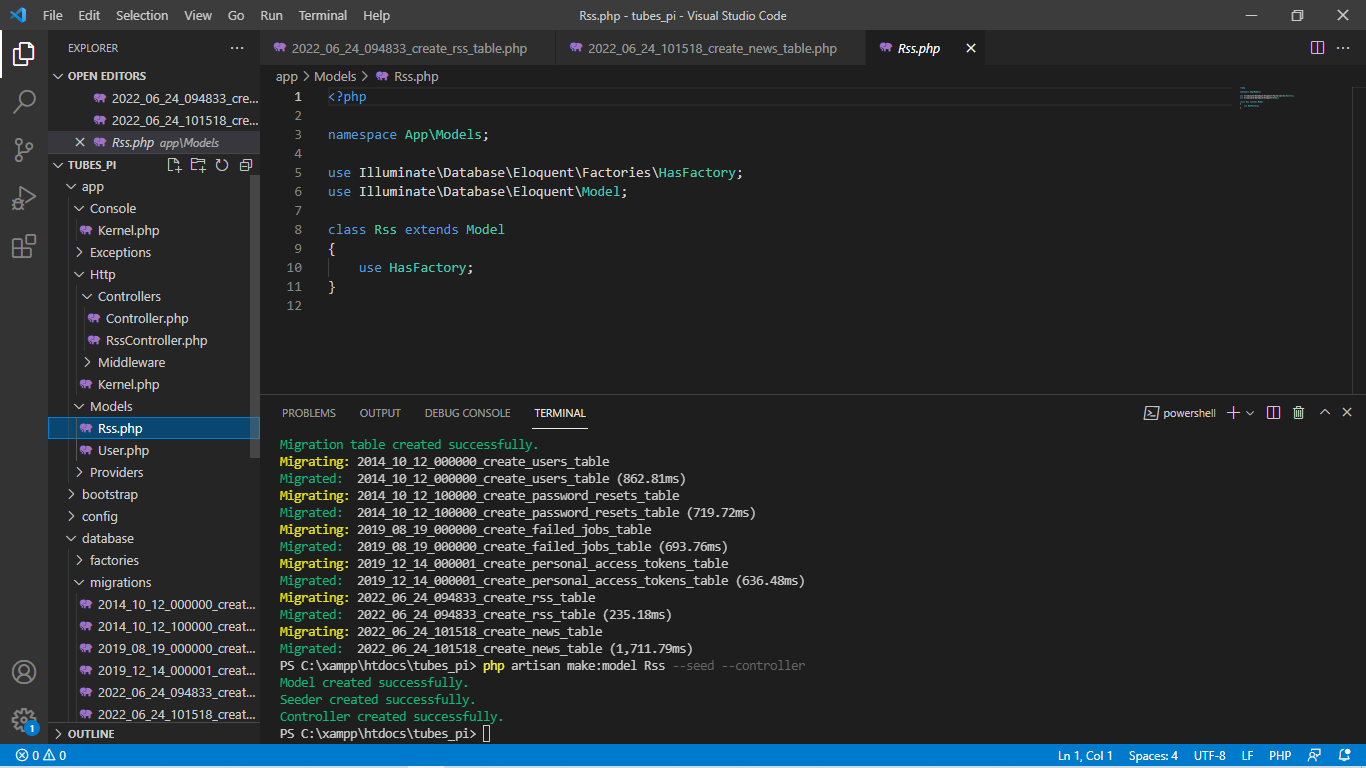 File Edit Selection View Go Run Terminal Help
Rss.php - tubes_pi - Visual Studio Code
EXPLORER
OPEN EDITORS
2022_06_24_094833_cre...
2022_06_24_101518_cre...
Rss.php app\Models
TUBES_PI
app
Console
Kernel.php
Exceptions
Http
Controllers
Controller.php
RssController.php
Middleware
Kernel.php
Models
Rss.php
User.php
Providers
bootstrap
config
database
factories
migrations
2014_10_12_000000_creat...
2014_10_12_100000_creat...
2019_08_19_000000_creat...
2019_12_14_000001_creat...
2022_06_24_094833_creat...
2022_06_24_101518_creat...
OUTLINE
1
2022_06_24_094833_create_rss_table.php 2022_06_24_101518_create_news_table.php Rss.php
app > Models > Rss.php
1 <?php
2
3 namespace App\Models;
4
5 use Illuminate\Database\Eloquent\Factories\HasFactory;
6 use Illuminate\Database\Eloquent\Model;
7
8 class Rss extends Model
9 {
10 use HasFactory;
11 }
12
PROBLEMS OUTPUT DEBUG CONSOLE TERMINAL
powershell
Migration table created successfully.
Migrating: 2014_10_12_000000_create_users_table
Migrated: 2014_10_12_000000_create_users_table (862.81ms)
Migrating: 2014_10_12_100000_create_password_resets_table
Migrated: 2014_10_12_100000_create_password_resets_table (719.72ms)
Migrating: 2019_08_19_000000_create_failed_jobs_table
Migrated: 2019_08_19_000000_create_failed_jobs_table (693.76ms)
Migrating: 2019_12_14_000001_create_personal_access_tokens_table
Migrated: 2019_12_14_000001_create_personal_access_tokens_table (636.48ms)
Migrating: 2022_06_24_094833_create_rss_table
Migrated: 2022_06_24_094833_create_rss_table (235.18ms)
Migrating: 2022_06_24_101518_create_news_table
Migrated: 2022_06_24_101518_create_news_table (1,711.79ms)
PS C:\xampp\htdocs\tubes_pi> php artisan make:model Rss --seed --controller
Model created successfully.
Seeder created successfully.
Controller created successfully.
PS C:\xampp\htdocs\tubes_pi>
0 0
Ln 1, Col 1 Spaces: 4 UTF-8 LF PHP